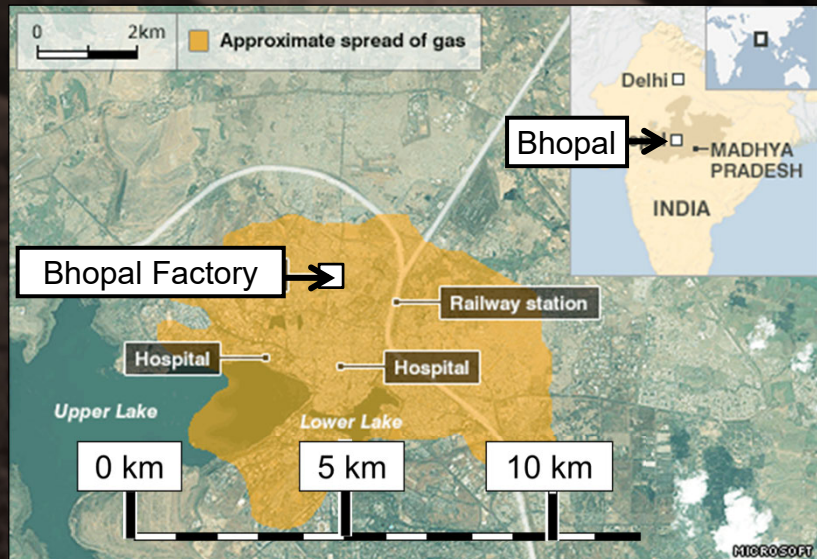 0
2km
Approximate spread of gas
Delhi
Bhopal
MADHYA
PRADESH
INDIA
Bhopal Factory
Railway station
Hospital
Hospital
Upper Lake
Lower Lake
0 km
5 km
10 km
MICROSOFT